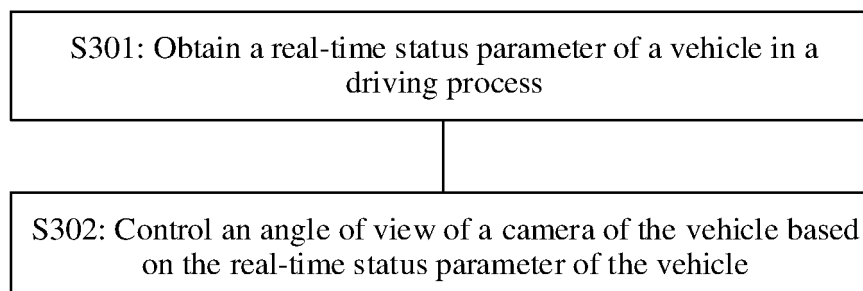 S301: Obtain a real-time status parameter of a vehicle in a
driving process
S302: Control an angle of view of a camera of the vehicle based
on the real-time status parameter of the vehicle